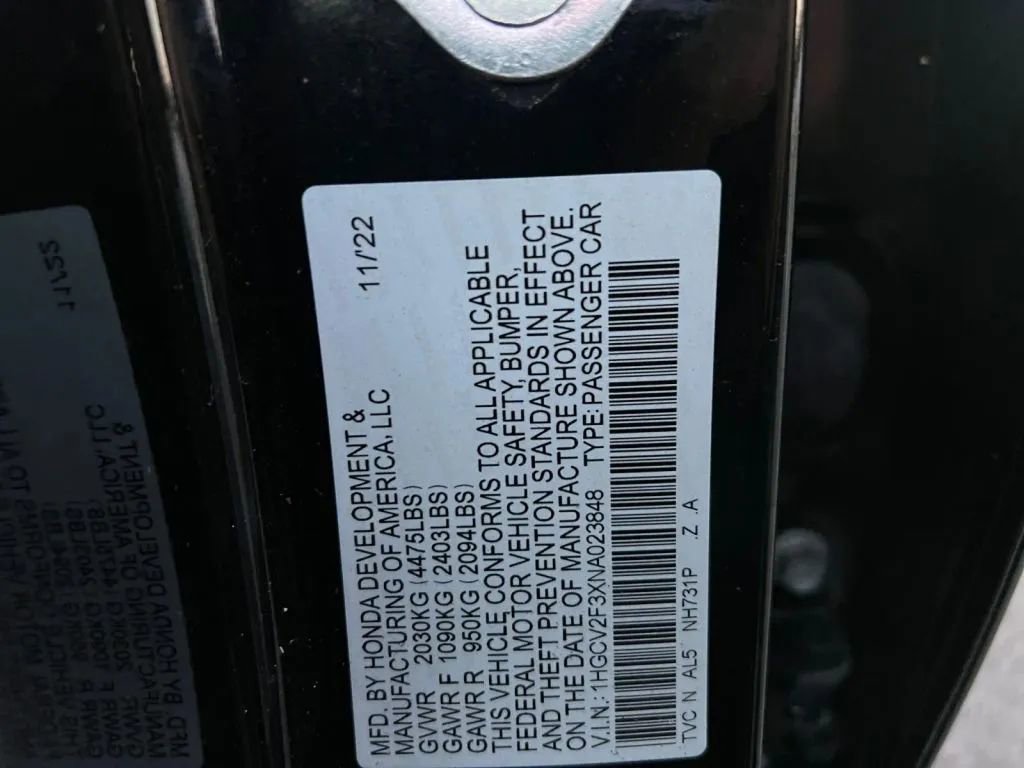 MFD. BY HONDA DEVELOPMENT &
MANUFACTURING OF AMERICA, LLC 11/'22
GVWR 2030KG (4475LBS)
GAWR F 1090KG (2403LBS)
GAWR R 950KG (2094LBS)
THIS VEHICLE CONFORMS TO ALL APPLICABLE
FEDERAL MOTOR VEHICLE SAFETY, BUMPER,
AND THEFT PREVENTION STANDARDS IN EFFECT
ON THE DATE OF MANUFACTURE SHOWN ABOVE.
V.I.N.: 1HGCV2F3XNA023848 TYPE: PASSENGER CAR
TVC N AL5 NH731P .Z .A